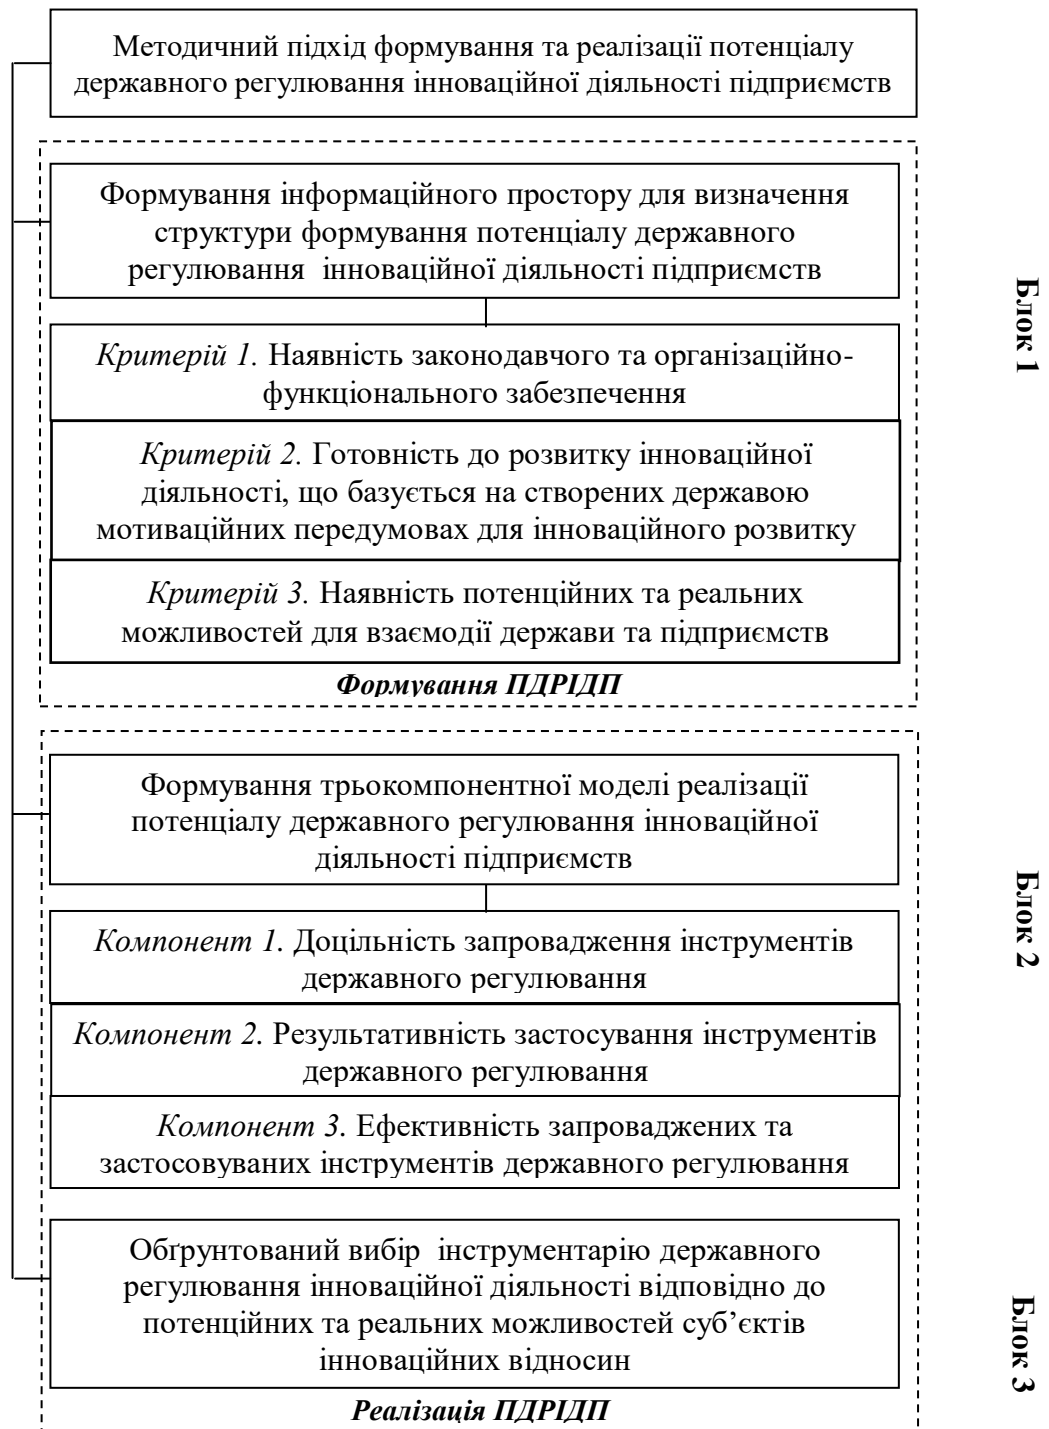 Методичний підхід формування та реалізації потенціалу
державного регулювання інноваційної діяльності підприємств
Формування інформаційного простору для визначення
структури формування потенціалу державного
регулювання інноваційної діяльності підприємств
Критерій 1. Наявність законодавчого та організаційно-
функціонального забезпечення
Критерій 2. Готовність до розвитку інноваційної
діяльності, що базується на створених державою
мотиваційних передумовах для інноваційного розвитку
Критерій 3. Наявність потенційних та реальних
можливостей для взаємодії держави та підприємств
Формування ПДРІДП
Блок 1
Формування трьокомпонентної моделі реалізації
потенціалу державного регулювання інноваційної
діяльності підприємств
Компонент 1. Доцільність запровадження інструментів
державного регулювання
Компонент 2. Результативність застосування інструментів
державного регулювання
Компонент 3. Ефективність запроваджених та
застосовуваних інструментів державного регулювання
Блок 2
Обґрунтований вибір інструментарію державного
регулювання інноваційної діяльності відповідно до
потенційних та реальних можливостей суб’єктів
інноваційних відносин
Реалізація ПДРІДП
Блок 3